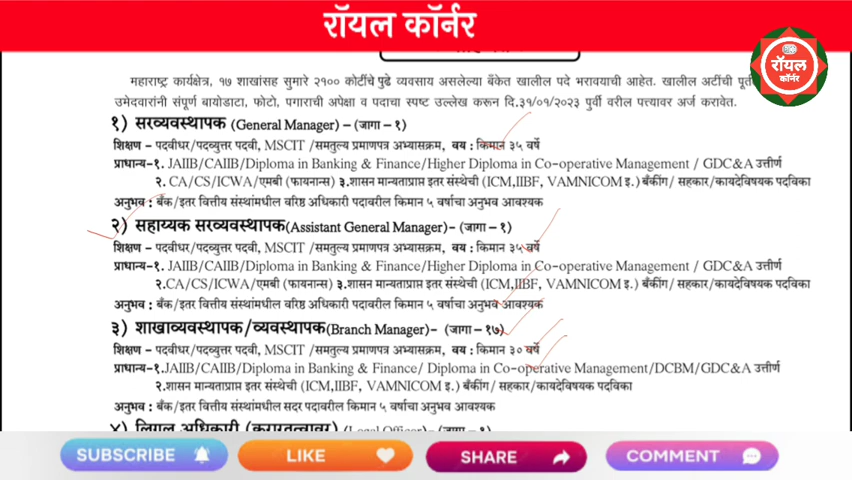 रॉयल कॉर्नर
रॉयल
कॉर्नर
महाराष्ट्र कार्यक्षेत्र, १७ शाखांसह सुमारे २१०० कोटींचे पुढे व्यवसाय असलेल्या बँकेत खालील पदे भरावयाची आहेत. खालील अटींची
उमेदवारांनी संपूर्ण बायोडाटा, फोटो, पगाराची अपेक्षा व पदाचा स्पष्ट उल्लेख करून दि.३१/०१/२०२३ पुर्वी वरील पत्त्यावर अर्ज करावेत.
१) सरव्यवस्थापक (General Manager) – (जागा – १)
शिक्षण – पदवीधर/पदव्युत्तर पदवी, MSCIT /समतुल्य प्रमाणपत्र अभ्यासक्रम, वय : किमान ३५ वर्षे
प्राधान्य-१. JAIIB/CAIIB/Diploma in Banking & Finance/Higher Diploma in Co-operative Management / GDC&A उत्तीर्ण
२. CA/CS/ICWA/एमबी (फायनान्स) ३.शासन मान्यताप्राप्त इतर संस्थेची (ICM,IIBF, VAMNICOM इ.) बँकींग/ सहकार/कायदेविषयक पदविका
अनुभव : बँक/इतर वित्तीय संस्थांमधील वरिष्ठ अधिकारी पदावरील किमान ५ वर्षाचा अनुभव आवश्यक
२) सहाय्यक सरव्यवस्थापक(Assistant General Manager)- (जागा – १)
शिक्षण – पदवीधर/पदव्युत्तर पदवी, MSCIT /समतुल्य प्रमाणपत्र अभ्यासक्रम, वय : किमान ३५ वर्षे
प्राधान्य-१. JAIIB/CAIIB/Diploma in Banking & Finance/Higher Diploma in Co-operative Management / GDC&A उत्तीर्ण
२.CA/CS/ICWA/एमबी (फायनान्स) ३.शासन मान्यताप्राप्त इतर संस्थेची (ICM,IIBF, VAMNICOM इ.) बँकींग/ सहकार/कायदेविषयक पदविका
अनुभव : बँक/इतर वित्तीय संस्थांमधील वरिष्ठ अधिकारी पदावरील किमान ५ वर्षाचा अनुभव आवश्यक
३) शाखाव्यवस्थापक/व्यवस्थापक(Branch Manager)- (जागा – १७)
शिक्षण – पदवीधर/पदव्युत्तर पदवी, MSCIT /समतुल्य प्रमाणपत्र अभ्यासक्रम, वय : किमान ३० वर्षे
प्राधान्य-१.JAIIB/CAIIB/Diploma in Banking & Finance/ Diploma in Co-operative Management/DCBM/GDC&A उत्तीर्ण
२.शासन मान्यताप्राप्त इतर संस्थेची (ICM,IIBF, VAMNICOM इ.) बँकींग/ सहकार/कायदेविषयक पदविका
अनुभव : बँक/इतर वित्तीय संस्थांमधील सदर पदावरील किमान ५ वर्षाचा अनुभव आवश्यक
४) लिगल अधिकारी (Legal Officer)- (जागा – १)
SUBSCRIBE
LIKE
SHARE
COMMENT